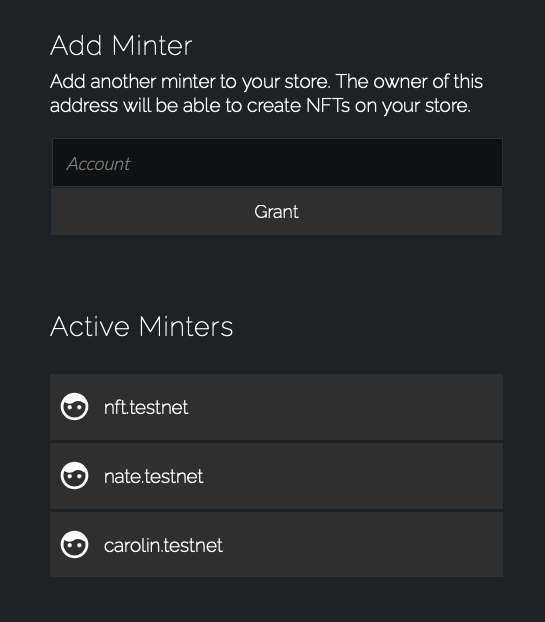 Add Minter
Add another minter to your store. The owner of this
address will be able to create NFTs on your store.
Account
Grant
Active Minters
nft.testnet
nate.testnet
carolin.testnet